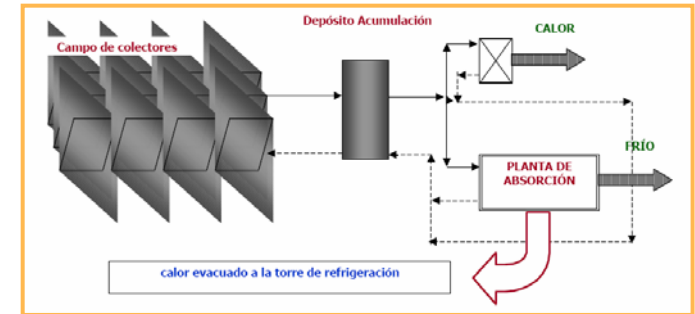 Depósito Acumulación
CALOR
Campo de colectores
FRÍO
PLANTA DE
ABSORCIÓN
calor evacuado a la torre de refrigeración